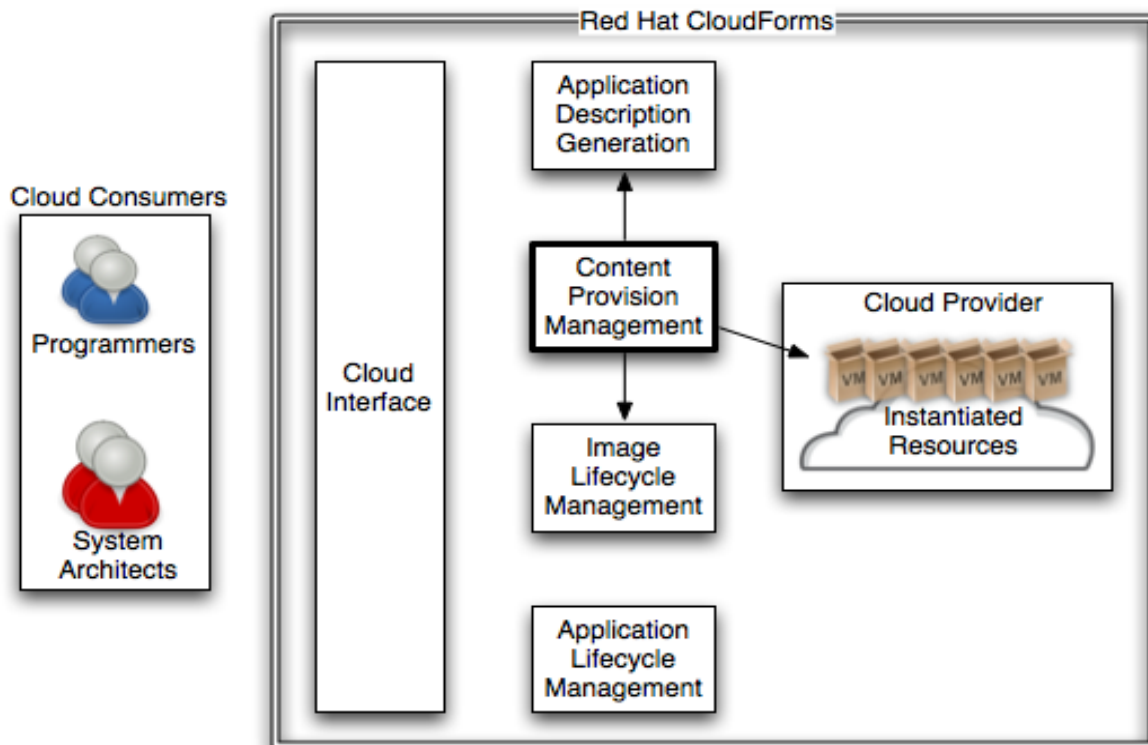 Red Hat CloudForms
Cloud Consumers
Programmers
System
Architects
Cloud
Interface
Application
Description
Generation
Content
Provision
Management
Image
Lifecycle
Management
Application
Lifecycle
Management
Cloud Provider
VM VM VM VM VM VM
Instantiated
Resources